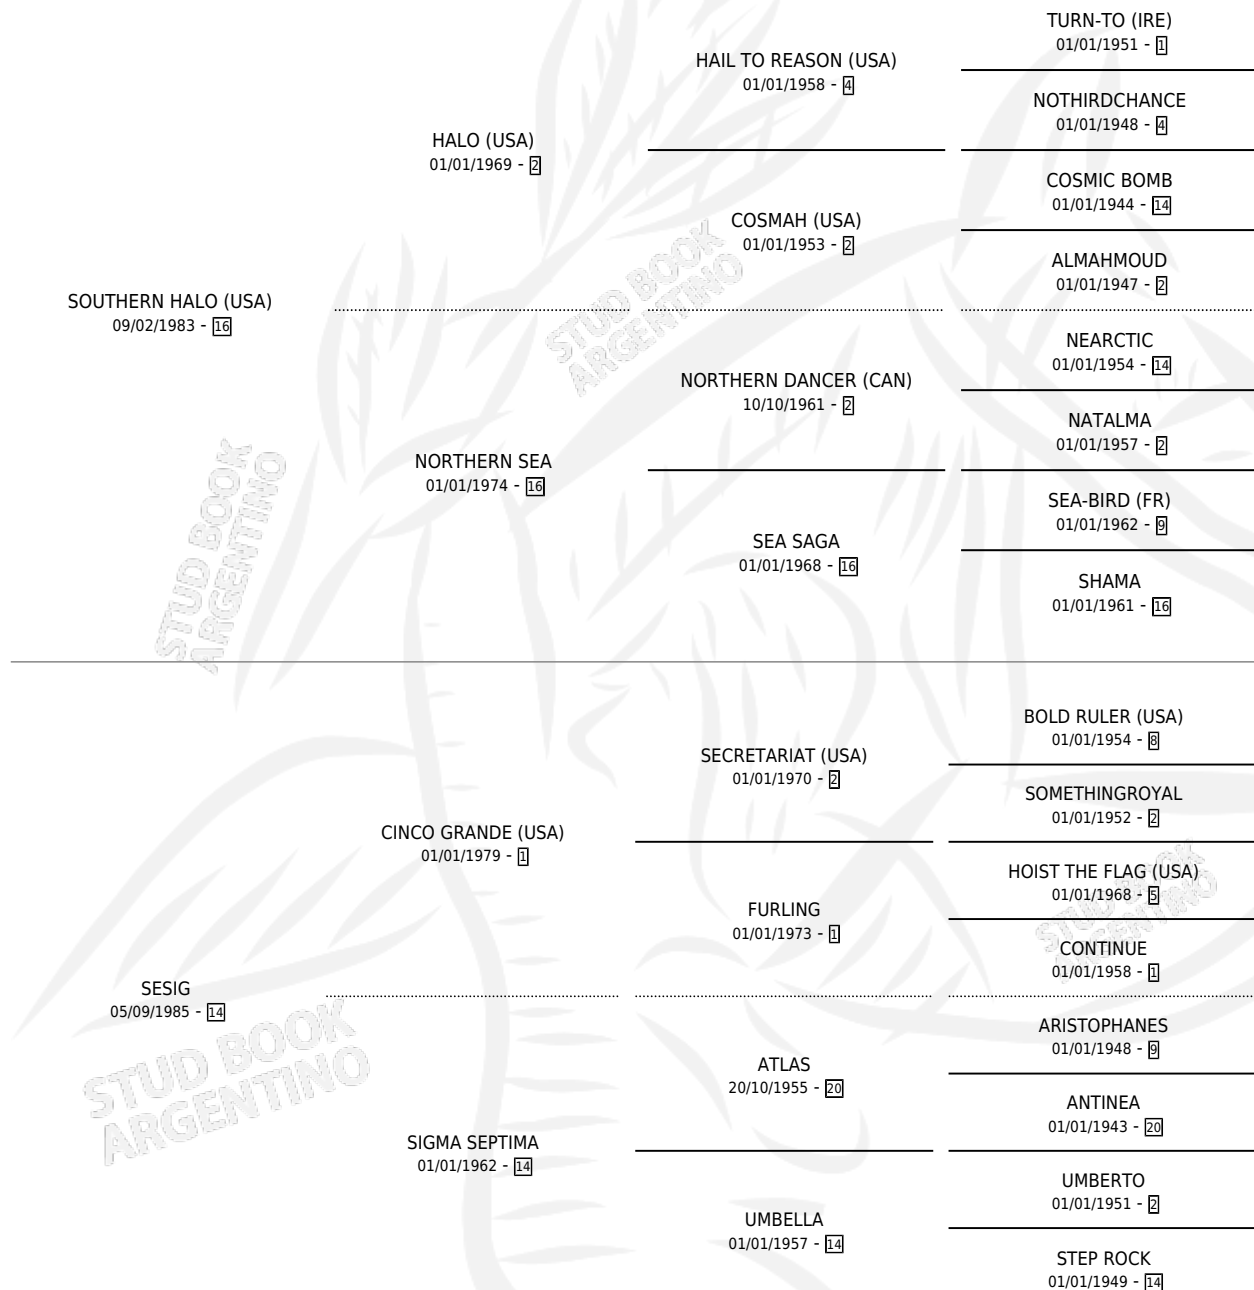 TURN-TO (IRE)
01/01/1951 - 1
HAIL TO REASON (USA)
01/01/1958 - 4
NOTHIRDCHANCE
01/01/1948 - 4
HALO (USA)
01/01/1969 - 2
COSMIC BOMB
01/01/1944 - 14
COSMAH (USA)
01/01/1953 - 2
ALMAHMOUD
01/01/1947 - 2
SOUTHERN HALO (USA)
09/02/1983 - 16
NEARCTIC
01/01/1954 - 14
NORTHERN DANCER (CAN)
10/10/1961 - 2
NATALMA
01/01/1957 - 2
NORTHERN SEA
01/01/1974 - 16
SEA-BIRD (FR)
01/01/1962 - 9
SEA SAGA
01/01/1968 - 16
SHAMA
01/01/1961 - 16
BOLD RULER (USA)
01/01/1954 - 8
SECRETARIAT (USA)
01/01/1970 - 2
SOMETHINGROYAL
01/01/1952 - 2
CINCO GRANDE (USA)
01/01/1979 - 1
HOIST THE FLAG (USA)
01/01/1968 - 5
FURLING
01/01/1973 - 1
CONTINUE
01/01/1958 - 1
SESIG
05/09/1985 - 14
ARISTOPHANES
01/01/1948 - 9
ATLAS
20/10/1955 - 20
ANTINEA
01/01/1943 - 20
SIGMA SEPTIMA
01/01/1962 - 14
UMBERTO
01/01/1951 - 2
UMBELLA
01/01/1957 - 14
STEP ROCK
01/01/1949 - 14
STUD BOOK
ARGENTINO
STUD BOOK
ARGENTINO
STUD BOOK
ARGENTINO
STUD BOOK
ARGENTINO